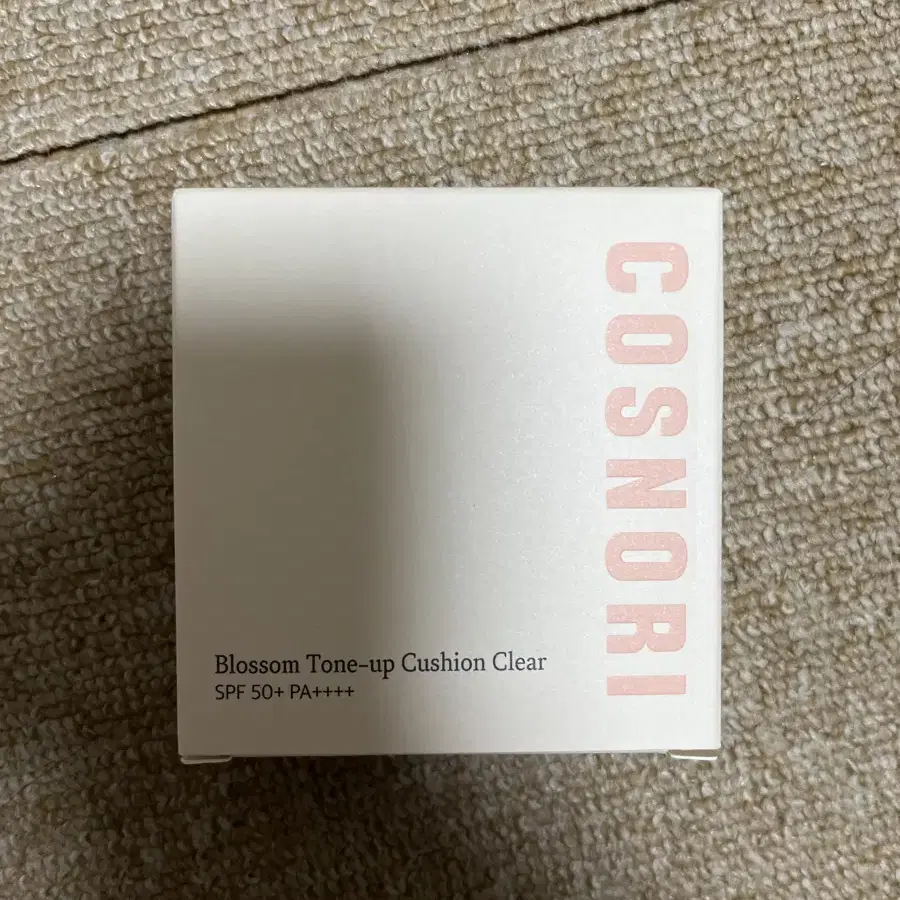 COSNORI
Blossom Tone-up Cushion Clear
SPF 50+ PA++++